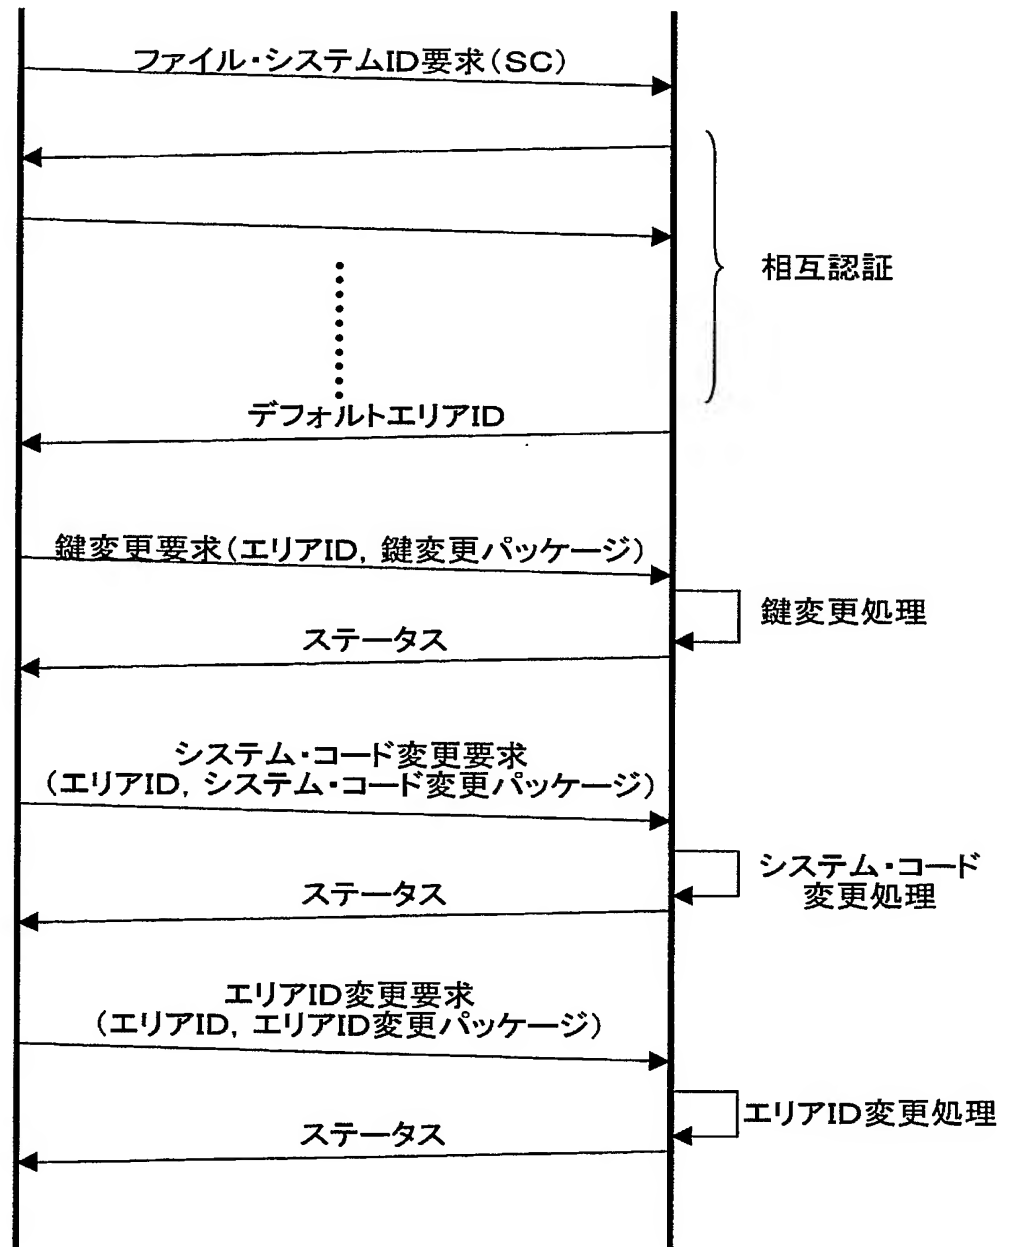 ファイル・システムID要求(SC)
相互認証
デフォルトエリアID
鍵変更要求(エリアID, 鍵変更パッケージ)
鍵変更処理
ステータス
システム・コード変更要求
(エリアID, システム・コード変更パッケージ)
システム・コード
変更処理
ステータス
エリアID変更要求
(エリアID, エリアID変更パッケージ)
エリアID変更処理
ステータス